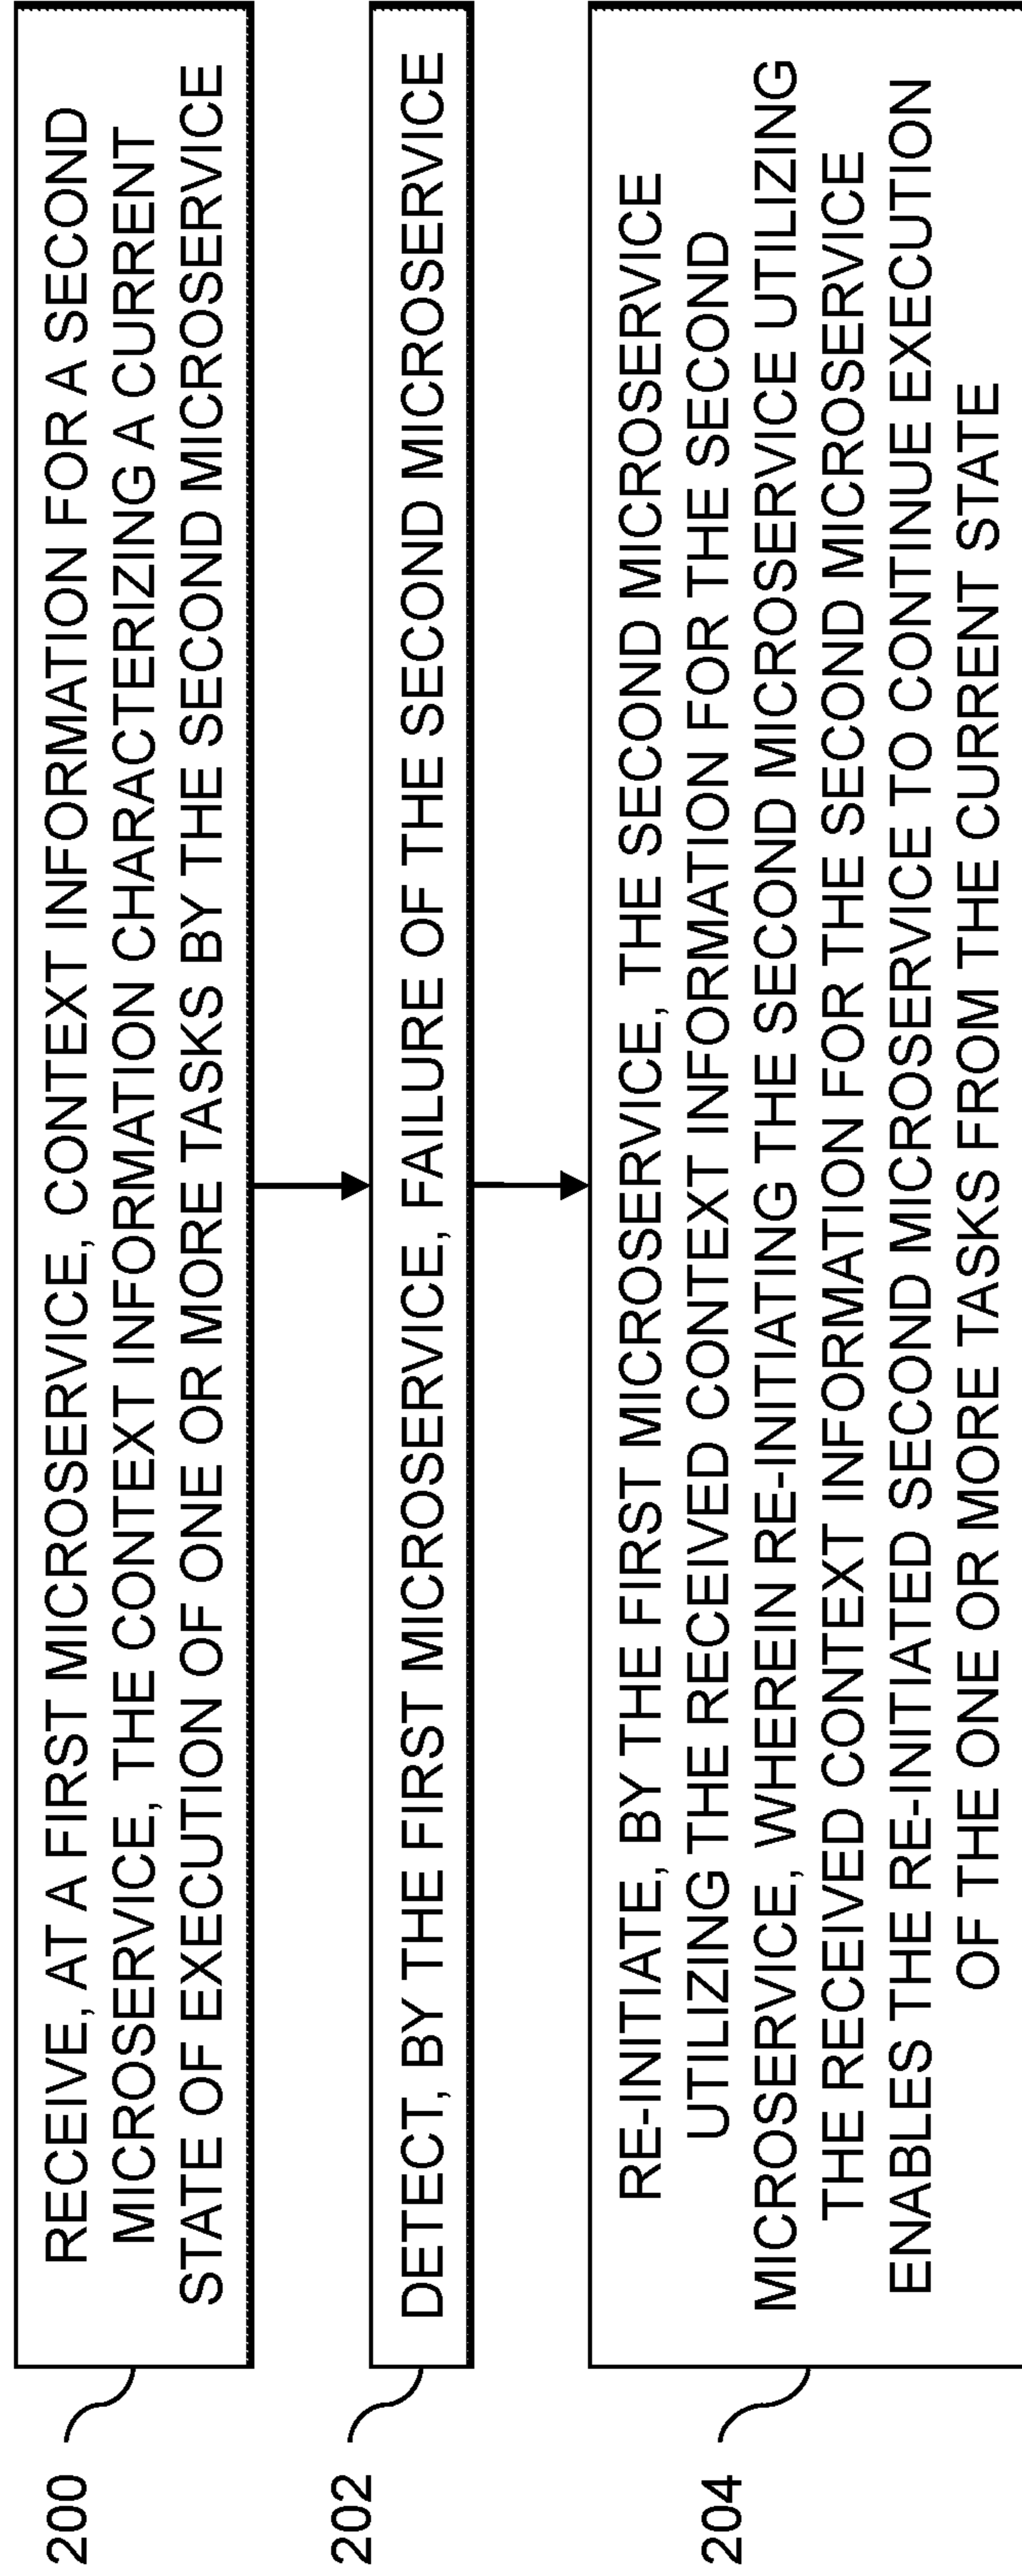 200
RECEIVE, AT A FIRST MICROSERVICE, CONTEXT INFORMATION FOR A SECOND
MICROSERVICE, THE CONTEXT INFORMATION CHARACTERIZING A CURRENT
STATE OF EXECUTION OF ONE OR MORE TASKS BY THE SECOND MICROSERVICE
202
DETECT, BY THE FIRST MICROSERVICE, FAILURE OF THE SECOND MICROSERVICE
204
RE-INITIATE, BY THE FIRST MICROSERVICE, THE SECOND MICROSERVICE
UTILIZING THE RECEIVED CONTEXT INFORMATION FOR THE SECOND
MICROSERVICE, WHEREIN RE-INITIATING THE SECOND MICROSERVICE UTILIZING
THE RECEIVED CONTEXT INFORMATION FOR THE SECOND MICROSERVICE
ENABLES THE RE-INITIATED SECOND MICROSERVICE TO CONTINUE EXECUTION
OF THE ONE OR MORE TASKS FROM THE CURRENT STATE